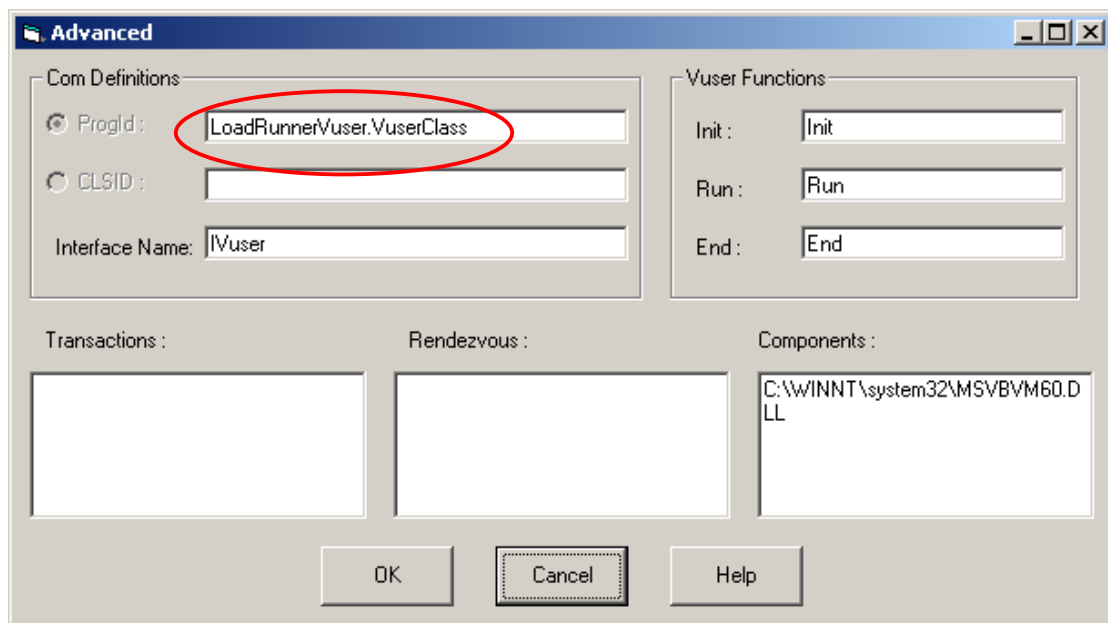 Advanced
Com Definitions
ProgId :
LoadRunnerVuser.VuserClass
CLSID :
Interface Name:
IVuser
Vuser Functions
Init :
Init
Run :
Run
End :
End
Transactions :
Rendezvous :
Components :
C:\WINNT\system32\MSVBVM60.D
LL
OK
Cancel
Help